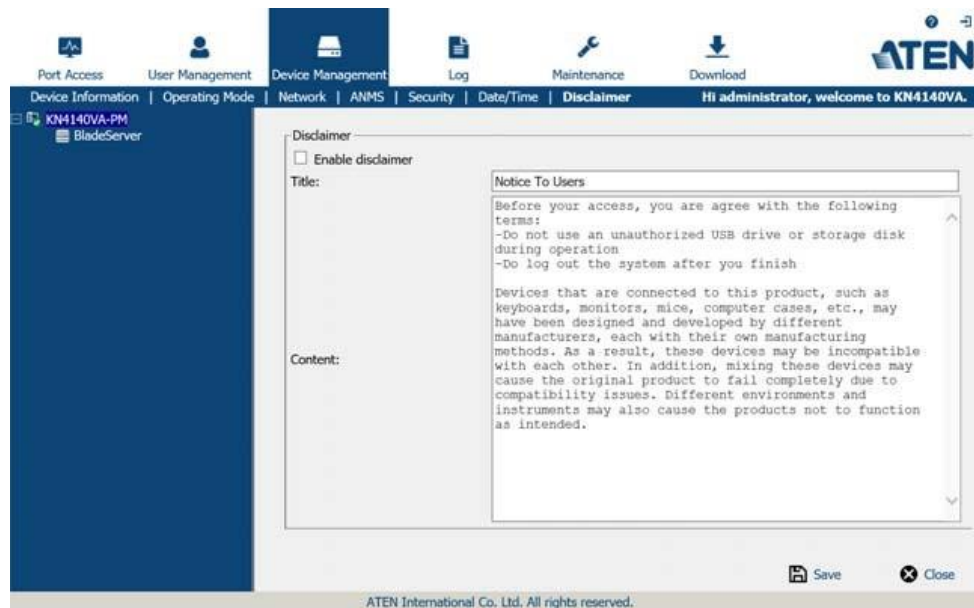 ATEN
Port Access
User Management
Device Management
Log
Maintenance
Download
Device Information | Operating Mode | Network | ANMS | Security | Date/Time | Disclaimer
Hi administrator, welcome to KN4140VA.
KN4140VA-PM
BladeServer
Disclaimer
Enable disclaimer
Title:
Notice To Users
Content:
Before your access, you are agree with the following
terms:
-Do not use an unauthorized USB drive or storage disk
during operation
-Do log out the system after you finish
Devices that are connected to this product, such as
keyboards, monitors, mice, computer cases, etc., may
have been designed and developed by different
manufacturers, each with their own manufacturing
methods. As a result, these devices may be incompatible
with each other. In addition, mixing these devices may
cause the original product to fail completely due to
compatibility issues. Different environments and
instruments may also cause the products not to function
as intended.
Save
Close
ATEN International Co. Ltd. All rights reserved.